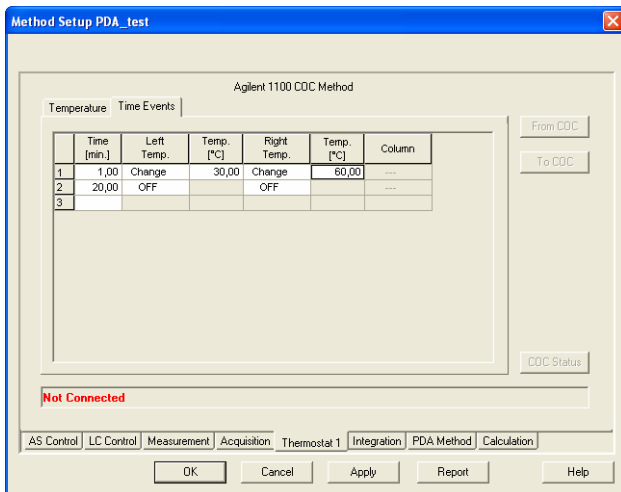 Method Setup PDA_test
Agilent 1100 COC Method
Temperature Time Events
From COC
To COC
Time [min.] Left Temp. Temp. [°C] Right Temp. Temp. [°C] Column
1 1,00 Change 30,00 Change 60,00 ---
2 20,00 OFF OFF ---
3
COC Status
Not Connected
AS Control LC Control Measurement Acquisition Thermostat 1 Integration PDA Method Calculation
OK Cancel Apply Report Help